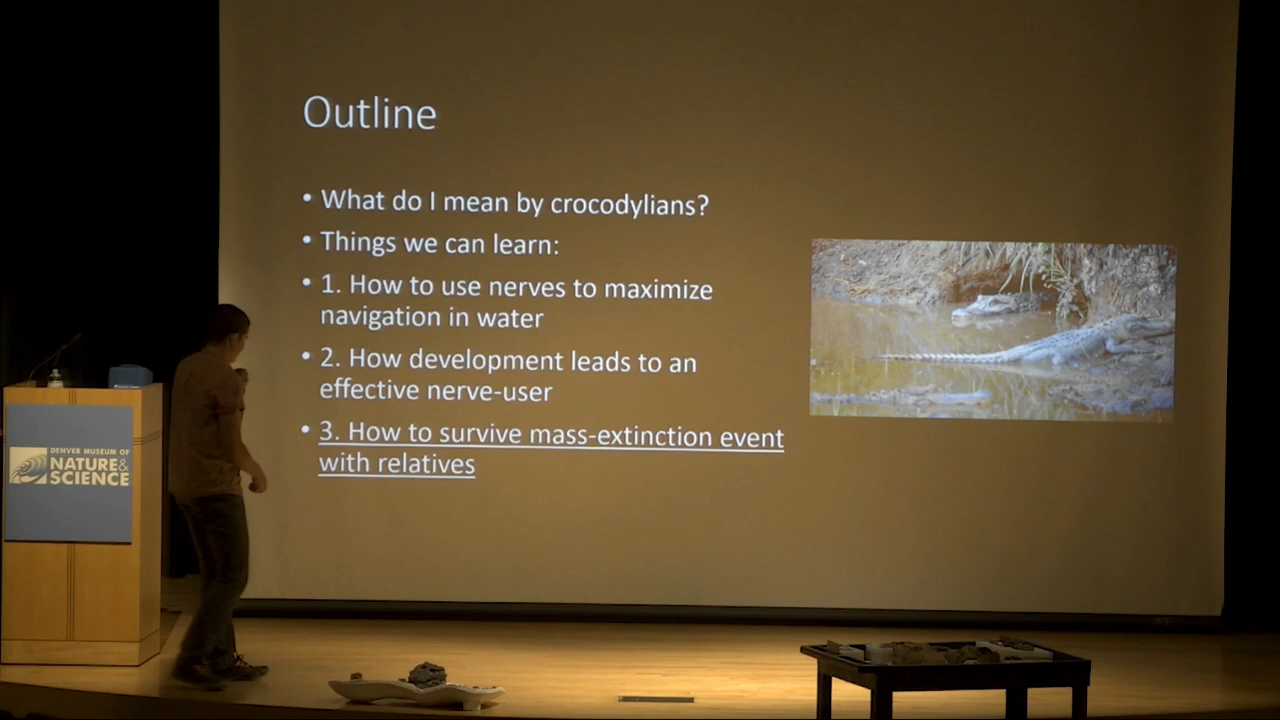 Outline
• What do I mean by crocodylians?
• Things we can learn:
• 1. How to use nerves to maximize
navigation in water
• 2. How development leads to an
effective nerve-user
• 3. How to survive mass-extinction event
with relatives
DENVER MUSEUM OF
NATURE &
SCIENCE